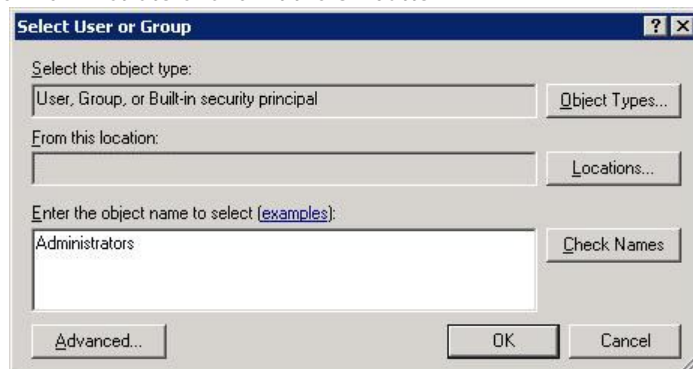 Select User or Group
Select this object type:
User, Group, or Built-in security principal
Object Types...
From this location:
Locations...
Enter the object name to select (examples):
Administrators
Check Names
Advanced...
OK
Cancel